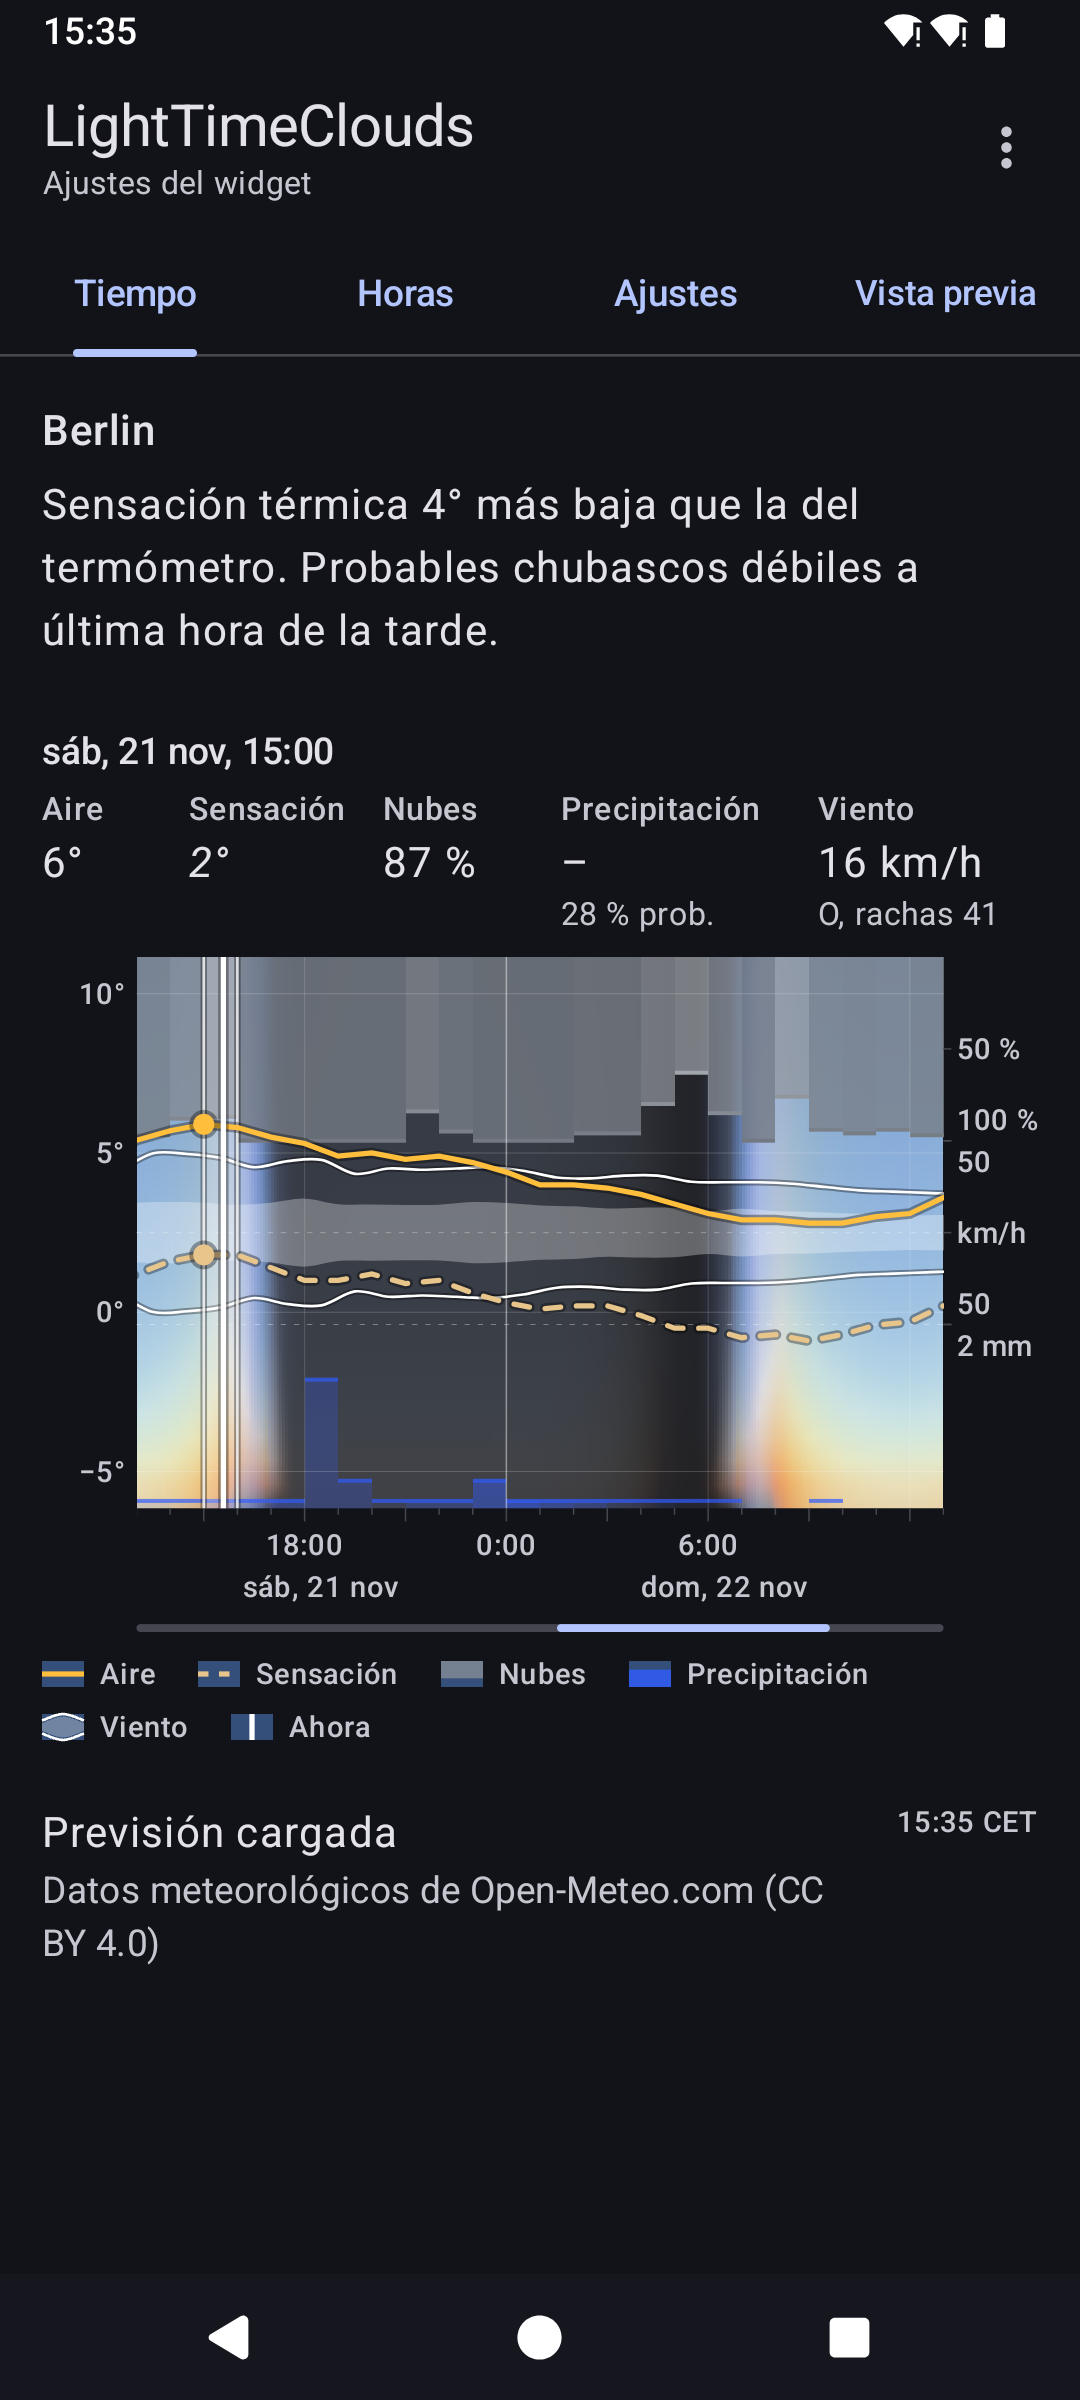 15:35
LightTimeClouds
Ajustes del widget
Tiempo Horas Ajustes Vista previa
Berlin
Sensación térmica 4° más baja que la del
termómetro. Probables chubascos débiles a
última hora de la tarde.
sáb, 21 nov, 15:00
Aire Sensación Nubes Precipitación Viento
6° 2° 87 % – 16 km/h
28 % prob. O, rachas 41
10°
50 %
100 %
5°
50
km/h
0°
50
2 mm
−5°
18:00 0:00 6:00
sáb, 21 nov dom, 22 nov
Aire Sensación Nubes Precipitación
Viento Ahora
Previsión cargada 15:35 CET
Datos meteorológicos de Open-Meteo.com (CC
BY 4.0)